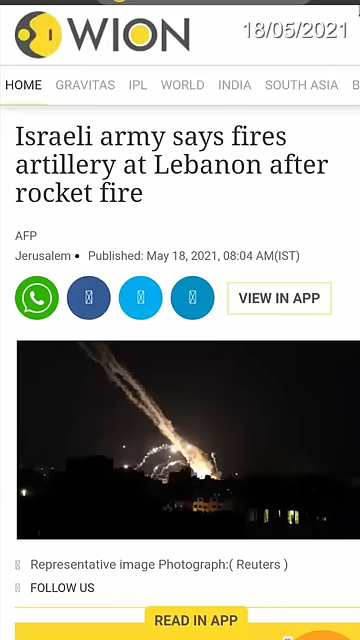 WION
18/05/2021
HOME GRAVITAS IPL WORLD INDIA SOUTH ASIA B
Israeli army says fires
artillery at Lebanon after
rocket fire
AFP
Jerusalem • Published: May 18, 2021, 08:04 AM(IST)
VIEW IN APP
Representative image Photograph:( Reuters )
FOLLOW US
READ IN APP